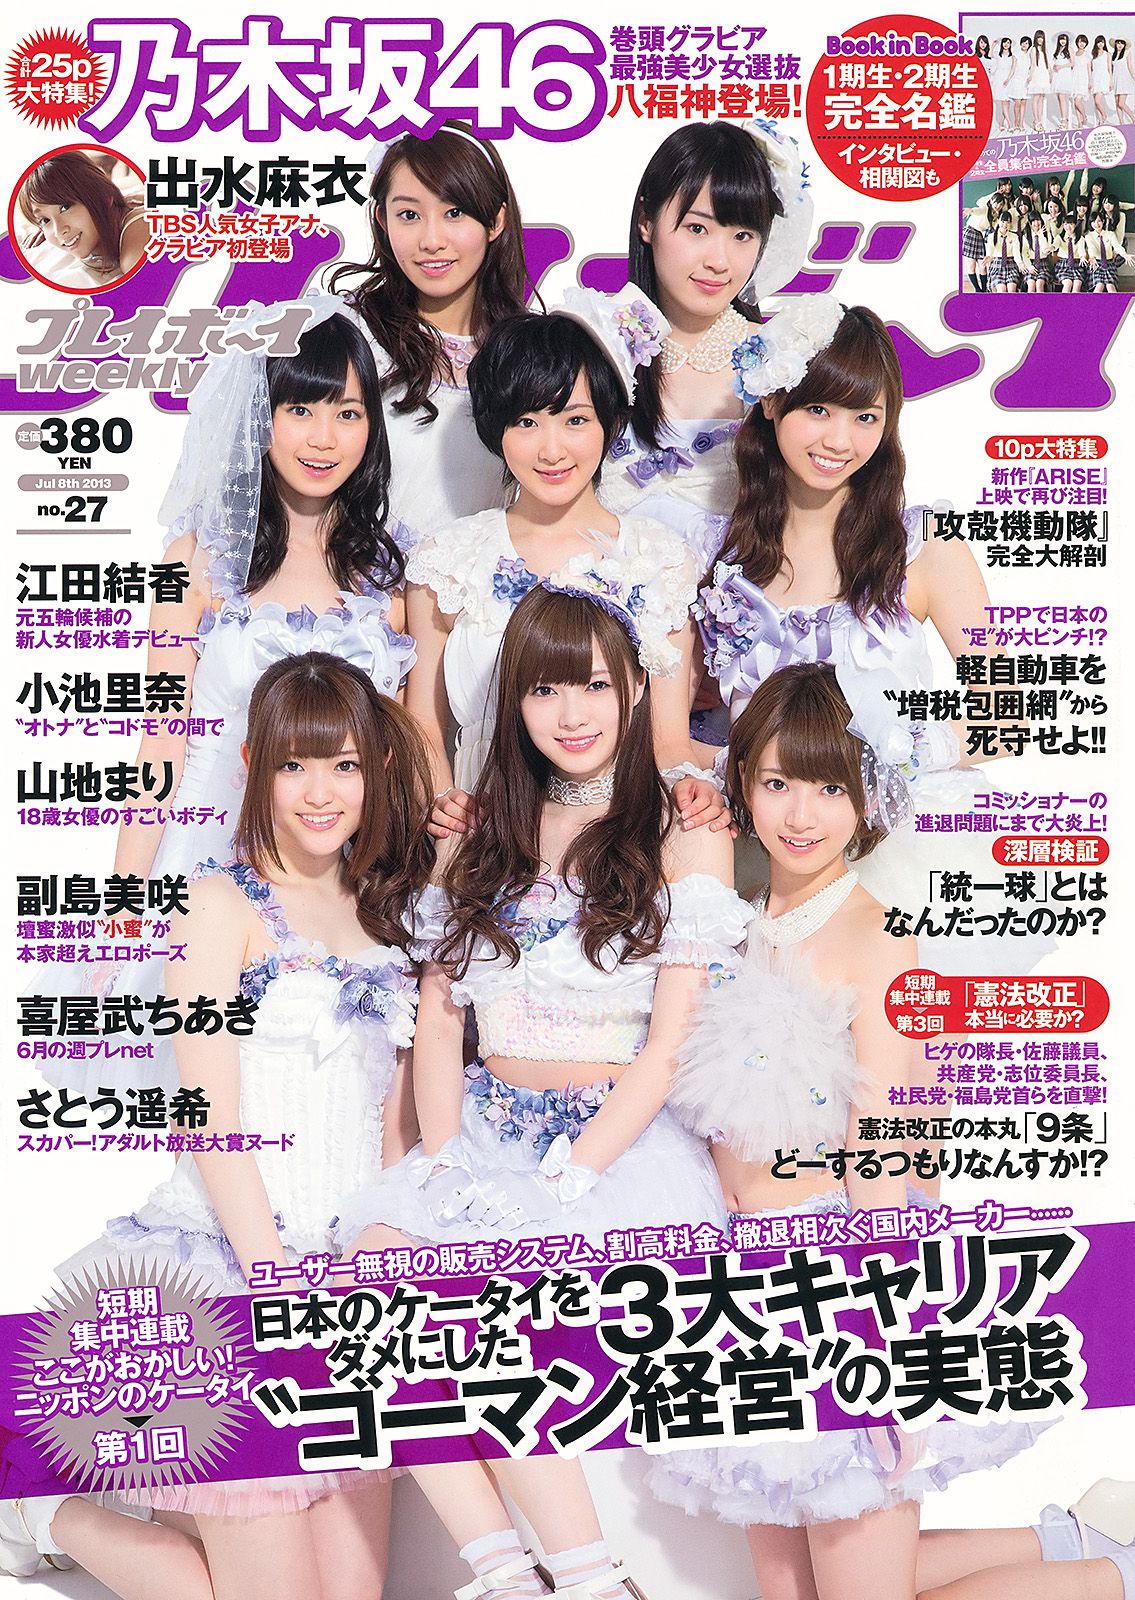 合計25p
大特集!
乃木坂46
巻頭グラビア
最強美少女選抜
八福神登場!
Book in Book
1期生・2期生
完全名鑑
インタビュー・
相関図も
乃木坂46
全員集合!完全名鑑
出水麻衣
TBS人気女子アナ、
グラビア初登場
プレイボーイ
weekly
定価380
YEN
Jul 8th 2013
no.27
江田結香
元五輪候補の
新人女優水着デビュー
小池里奈
"オトナ"と"コドモ"の間で
山地まり
18歳女優のすごいボディ
副島美咲
壇蜜激似"小蜜"が
本家超えエロポーズ
喜屋武ちあき
6月の週プレnet
さとう遥希
スカパー!アダルト放送大賞ヌード
10p大特集
新作『ARISE』
上映で再び注目!
『攻殻機動隊』
完全大解剖
TPPで日本の
"足"が大ピンチ!?
軽自動車を
"増税包囲網"から
死守せよ!!
コミッショナーの
進退問題にまで大炎上!
深層検証
「統一球」とは
なんだったのか?
短期
集中連載
第3回
「憲法改正」
本当に必要か?
ヒゲの隊長・佐藤議員、
共産党・志位委員長、
社民党・福島党首らを直撃!
憲法改正の本丸「9条」
どーするつもりなんすか!?
ユーザー無視の販売システム、割高料金、撤退相次ぐ国内メーカー……
日本のケータイを
ダメにした
3大キャリア
"ゴーマン経営"の実態
短期
集中連載
ここがおかしい!
ニッポンのケータイ
第1回